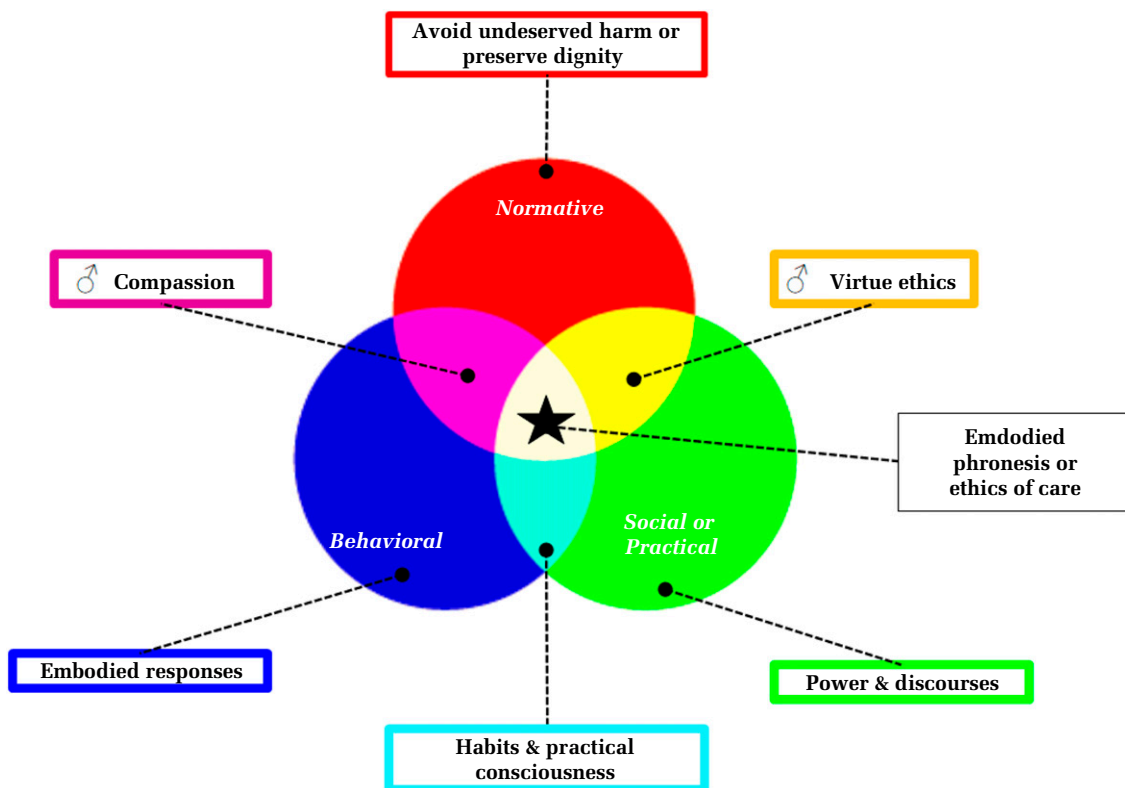 Avoid undeserved harm or
preserve dignity
Normative
♂ Compassion
♂ Virtue ethics
Emdodied
phronesis or
ethics of care
Behavioral
Social or
Practical
Embodied responses
Power & discourses
Habits & practical
consciousness